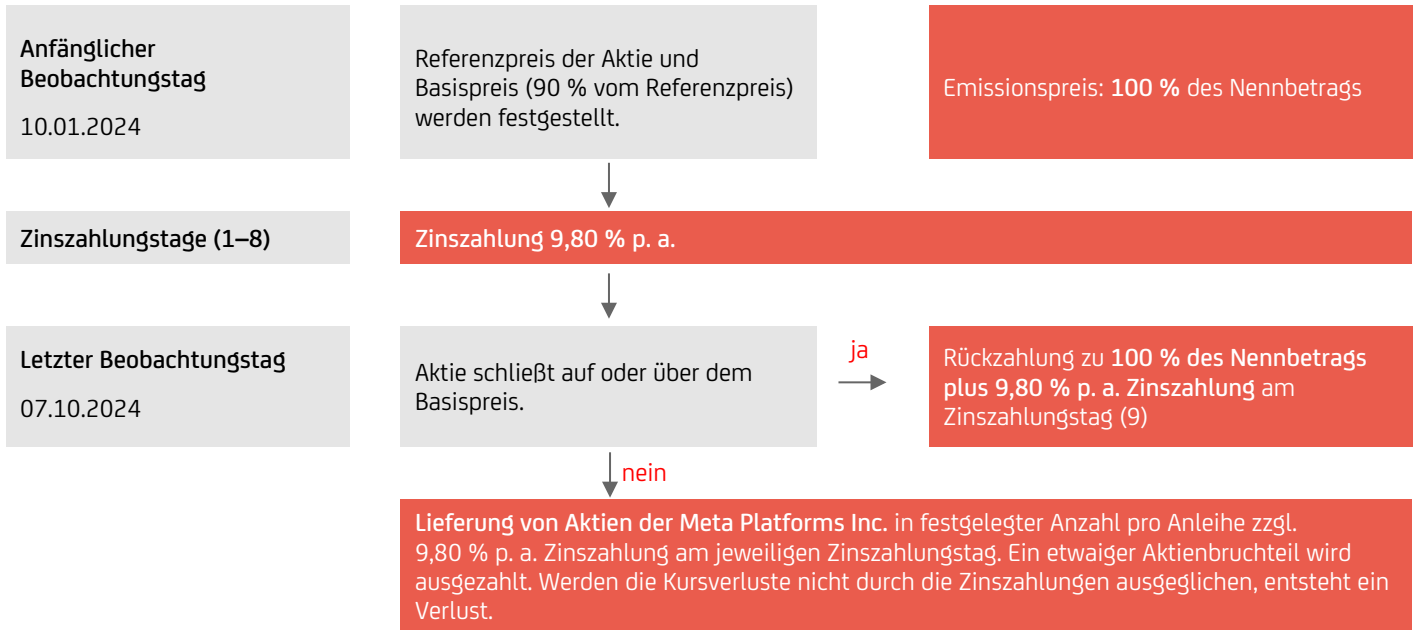 Anfänglicher
Beobachtungstag
10.01.2024
Referenzpreis der Aktie und
Basispreis (90 % vom Referenzpreis)
werden festgestellt.
Emissionspreis: 100 % des Nennbetrags
Zinszahlungstage (1–8)
Zinszahlung 9,80 % p. a.
Letzter Beobachtungstag
07.10.2024
Aktie schließt auf oder über dem
Basispreis.
ja
Rückzahlung zu 100 % des Nennbetrags
plus 9,80 % p. a. Zinszahlung am
Zinszahlungstag (9)
nein
Lieferung von Aktien der Meta Platforms Inc. in festgelegter Anzahl pro Anleihe zzgl.
9,80 % p. a. Zinszahlung am jeweiligen Zinszahlungstag. Ein etwaiger Aktienbruchteil wird
ausgezahlt. Werden die Kursverluste nicht durch die Zinszahlungen ausgeglichen, entsteht ein
Verlust.